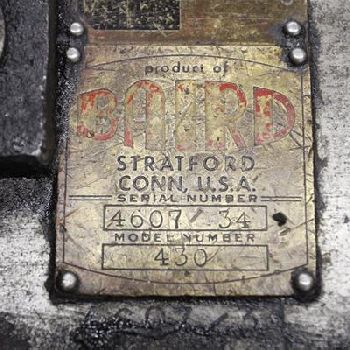 product of
BAIRD
STRATFORD
CONN, U.S.A.
SERIAL NUMBER
4607/34
MODEL NUMBER
430